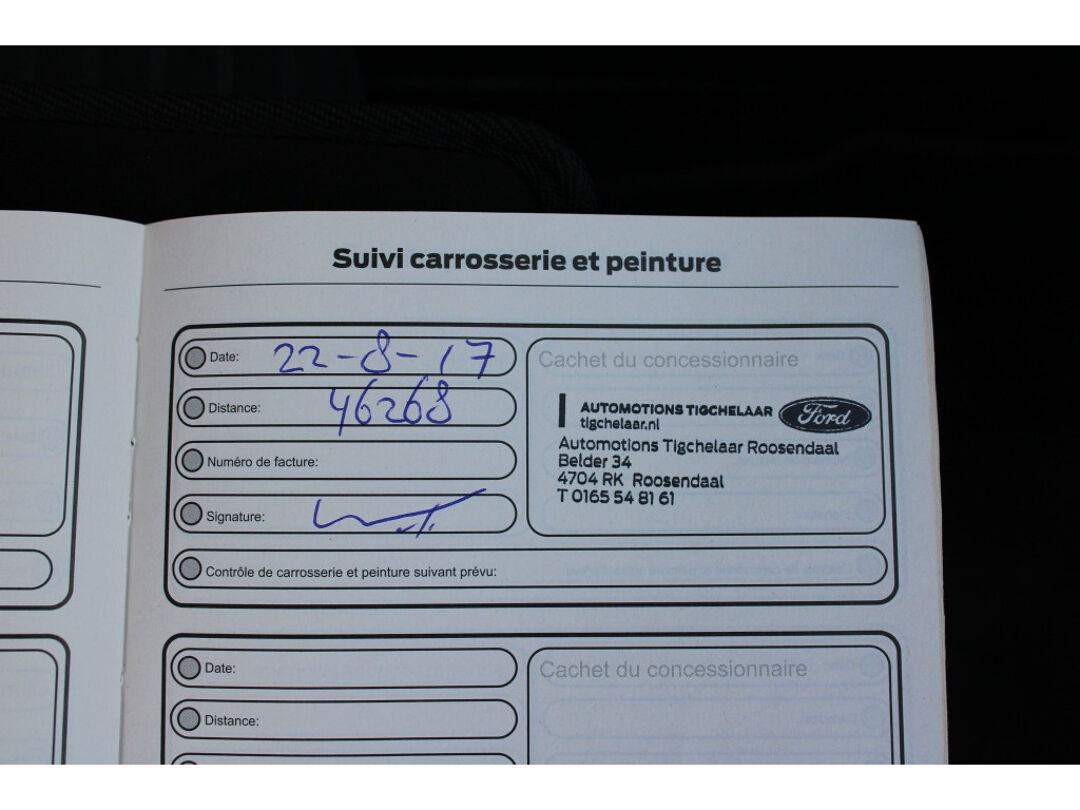 Suivi carrosserie et peinture
Date: 22-8-17
Distance: 46268
Numéro de facture:
Signature:
Contrôle de carrosserie et peinture suivant prévu:
Cachet du concessionnaire
AUTOMOTIONS TIGCHELAAR
tigchelaar.nl
Ford
Automotions Tigchelaar Roosendaal
Belder 34
4704 RK Roosendaal
T 0165 54 81 61
Date:
Distance:
Cachet du concessionnaire